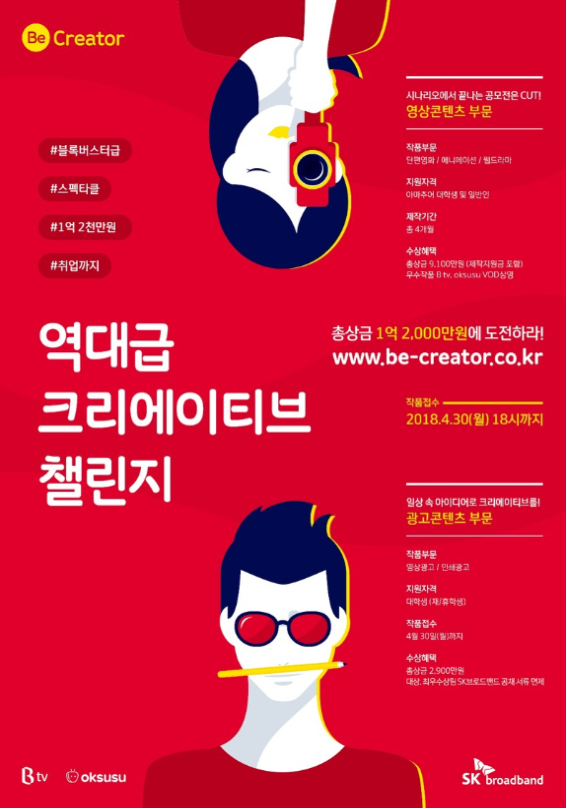 Be Creator
#블록버스터급
#스펙타클
#1억 2천만원
#취업까지
시나리오에서 끝나는 공모전은 CUT!
영상콘텐츠 부문
작품부문
단편영화 / 애니메이션 / 웹드라마
지원자격
아마추어 대학생 및 일반인
제작기간
총 4개월
수상혜택
총상금 9,100만원 (제작지원금 포함)
우수작품 B tv, oksusu VOD상영
역대급
크리에이티브
챌린지
총상금 1억 2,000만원에 도전하라!
www.be-creator.co.kr
작품접수
2018.4.30(월) 18시까지
일상 속 아이디어로 크리에이티브를!
광고콘텐츠 부문
작품부문
영상광고 / 인쇄광고
지원자격
대학생 (재/휴학생)
작품접수
4월 30일(월)까지
수상혜택
총상금 2,900만원
대상, 최우수상팀 SK브로드밴드 공채 서류 면제
B tv
oksusu
SK broadband